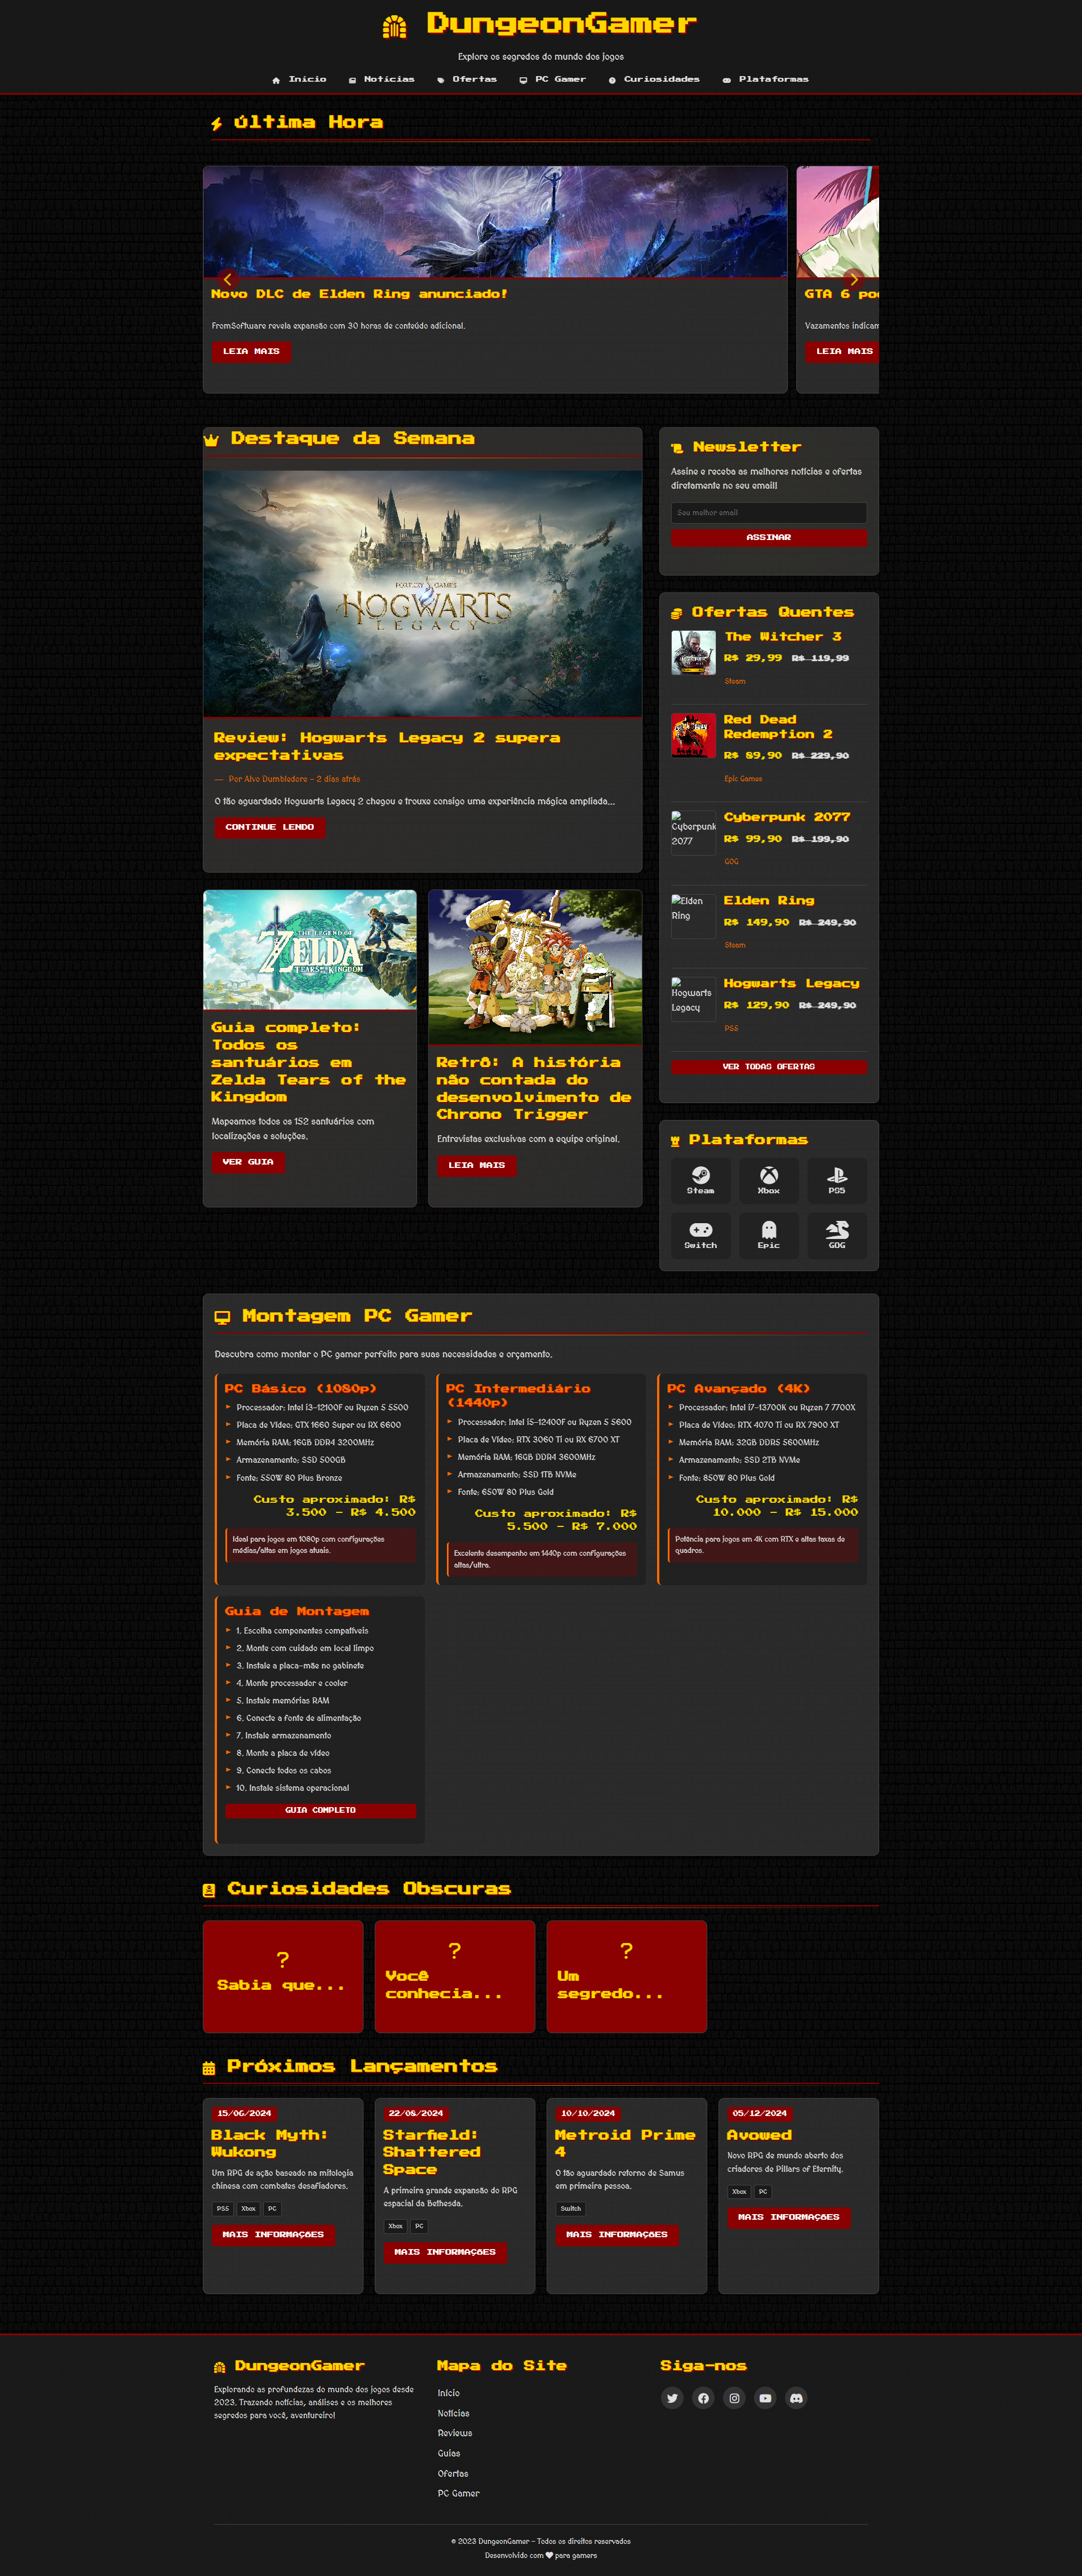 DungeonGamer
Explore os segredos do mundo dos jogos
Início Notícias Ofertas PC Gamer Curiosidades Plataformas
Última Hora
Novo DLC de Elden Ring anunciado!
FromSoftware revela expansão com 30 horas de conteúdo adicional.
LEIA MAIS
GTA 6
Vazamentos indicam
LEIA MAIS
Destaque da Semana
PORTKEY GAMES
HOGWARTS
LEGACY
Review: Hogwarts Legacy 2 supera
expectativas
— Por Alvo Dumbledore - 2 dias atrás
O tão aguardado Hogwarts Legacy 2 chegou e trouxe consigo uma experiência mágica ampliada...
CONTINUE LENDO
THE LEGEND OF
ZELDA
TEARS OF THE KINGDOM
Guia completo:
Todos os
santuários em
Zelda Tears of the
Kingdom
Mapeamos todos os 152 santuários com
localizações e soluções.
VER GUIA
Retrô: A história
não contada do
desenvolvimento de
Chrono Trigger
Entrevistas exclusivas com a equipe original.
LEIA MAIS
Newsletter
Assine e receba as melhores notícias e ofertas
diretamente no seu email!
Seu melhor email
ASSINAR
Ofertas Quentes
The Witcher 3
R$ 29,99 R$ 119,99
Steam
Red Dead
Redemption 2
R$ 89,90 R$ 229,90
Epic Games
Cyberpunk
2077
Cyberpunk 2077
R$ 99,90 R$ 199,90
GOG
Elden
Ring
Elden Ring
R$ 149,90 R$ 249,90
Steam
Hogwarts
Legacy
Hogwarts Legacy
R$ 129,90 R$ 249,90
PS5
VER TODAS OFERTAS
Plataformas
Steam Xbox PS5
Switch Epic GOG
Montagem PC Gamer
Descubra como montar o PC gamer perfeito para suas necessidades e orçamento.
PC Básico (1080p)
Processador: Intel i3-12100F ou Ryzen 5 5500
Placa de Vídeo: GTX 1660 Super ou RX 6600
Memória RAM: 16GB DDR4 3200MHz
Armazenamento: SSD 500GB
Fonte: 550W 80 Plus Bronze
Custo aproximado: R$
3.500 - R$ 4.500
Ideal para jogos em 1080p com configurações
médias/altas em jogos atuais.
PC Intermediário
(1440p)
Processador: Intel i5-12400F ou Ryzen 5 5600
Placa de Vídeo: RTX 3060 Ti ou RX 6700 XT
Memória RAM: 16GB DDR4 3600MHz
Armazenamento: SSD 1TB NVMe
Fonte: 650W 80 Plus Gold
Custo aproximado: R$
5.500 - R$ 7.000
Excelente desempenho em 1440p com configurações
altas/ultra.
PC Avançado (4K)
Processador: Intel i7-13700K ou Ryzen 7 7700X
Placa de Vídeo: RTX 4070 Ti ou RX 7900 XT
Memória RAM: 32GB DDR5 5600MHz
Armazenamento: SSD 2TB NVMe
Fonte: 850W 80 Plus Gold
Custo aproximado: R$
10.000 - R$ 15.000
Potência para jogos em 4K com RTX e altas taxas de
quadros.
Guia de Montagem
1. Escolha componentes compatíveis
2. Monte com cuidado em local limpo
3. Instale a placa-mãe no gabinete
4. Monte processador e cooler
5. Instale memórias RAM
6. Conecte a fonte de alimentação
7. Instale armazenamento
8. Monte a placa de vídeo
9. Conecte todos os cabos
10. Instale sistema operacional
GUIA COMPLETO
Curiosidades Obscuras
?
Sabia que...
?
Você
conhecia...
?
Um
segredo...
Próximos Lançamentos
15/06/2024
Black Myth:
Wukong
Um RPG de ação baseado na mitologia
chinesa com combates desafiadores.
PS5 Xbox PC
MAIS INFORMAÇÕES
22/08/2024
Starfield:
Shattered
Space
A primeira grande expansão do RPG
espacial da Bethesda.
Xbox PC
MAIS INFORMAÇÕES
10/10/2024
Metroid Prime
4
O tão aguardado retorno de Samus
em primeira pessoa.
Switch
MAIS INFORMAÇÕES
05/12/2024
Avowed
Novo RPG de mundo aberto dos
criadores de Pillars of Eternity.
Xbox PC
MAIS INFORMAÇÕES
DungeonGamer
Explorando as profundezas do mundo dos jogos desde
2023. Trazendo notícias, análises e os melhores
segredos para você, aventureiro!
Mapa do Site
Início
Notícias
Reviews
Guias
Ofertas
PC Gamer
Siga-nos
© 2023 DungeonGamer - Todos os direitos reservados
Desenvolvido com para gamers